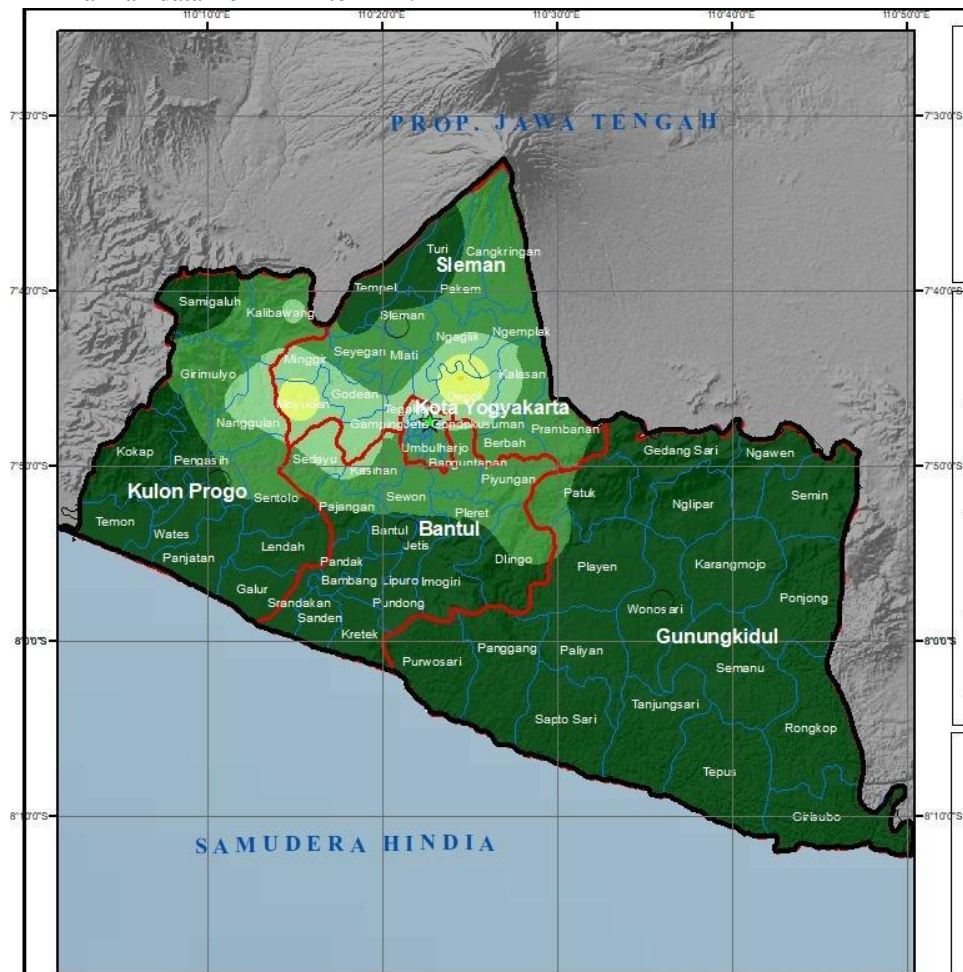 110°10'0"E
110°20'0"E
110°30'0"E
110°40'0"E
110°50'0"E
7°30'0"S
7°30'0"S
PROP. JAWA TENGAH
Turi
Cangkringan
Sleman
7°40'0"S
Tempel
Pakem
7°40'0"S
Samigaluh
Kalibawang
Sleman
Ngaglik
Ngemplak
Minggir
Seyegan
Mlati
Girimulyo
Kalasan
Moyudan
Godean
Depok
Kota Yogyakarta
Nanggulan
Gamping
Jetis
Gondokusuman
Prambanan
Umbulharjo
Berbah
Kokap
Pengasih
Sedayu
Kasihan
Banguntapan
Piyungan
Gedang Sari
Ngawen
7°50'0"S
7°50'0"S
Kulon Progo
Sentolo
Pajangan
Sewon
Pleret
Patuk
Nglipar
Semin
Temon
Wates
Bantul
Bantul
Jetis
Panjatan
Lendah
Pandak
Dlingo
Playen
Karangmojo
Galur
Bambang Lipuro
Imogiri
Srandakan
Pundong
Wonosari
Ponjong
Sanden
Kretek
Gunungkidul
8°0'0"S
8°0'0"S
Purwosari
Panggang
Paliyan
Semanu
Sapto Sari
Tanjungsari
Rongkop
Tepus
8°10'0"S
Girisubo
8°10'0"S
SAMUDERA HINDIA